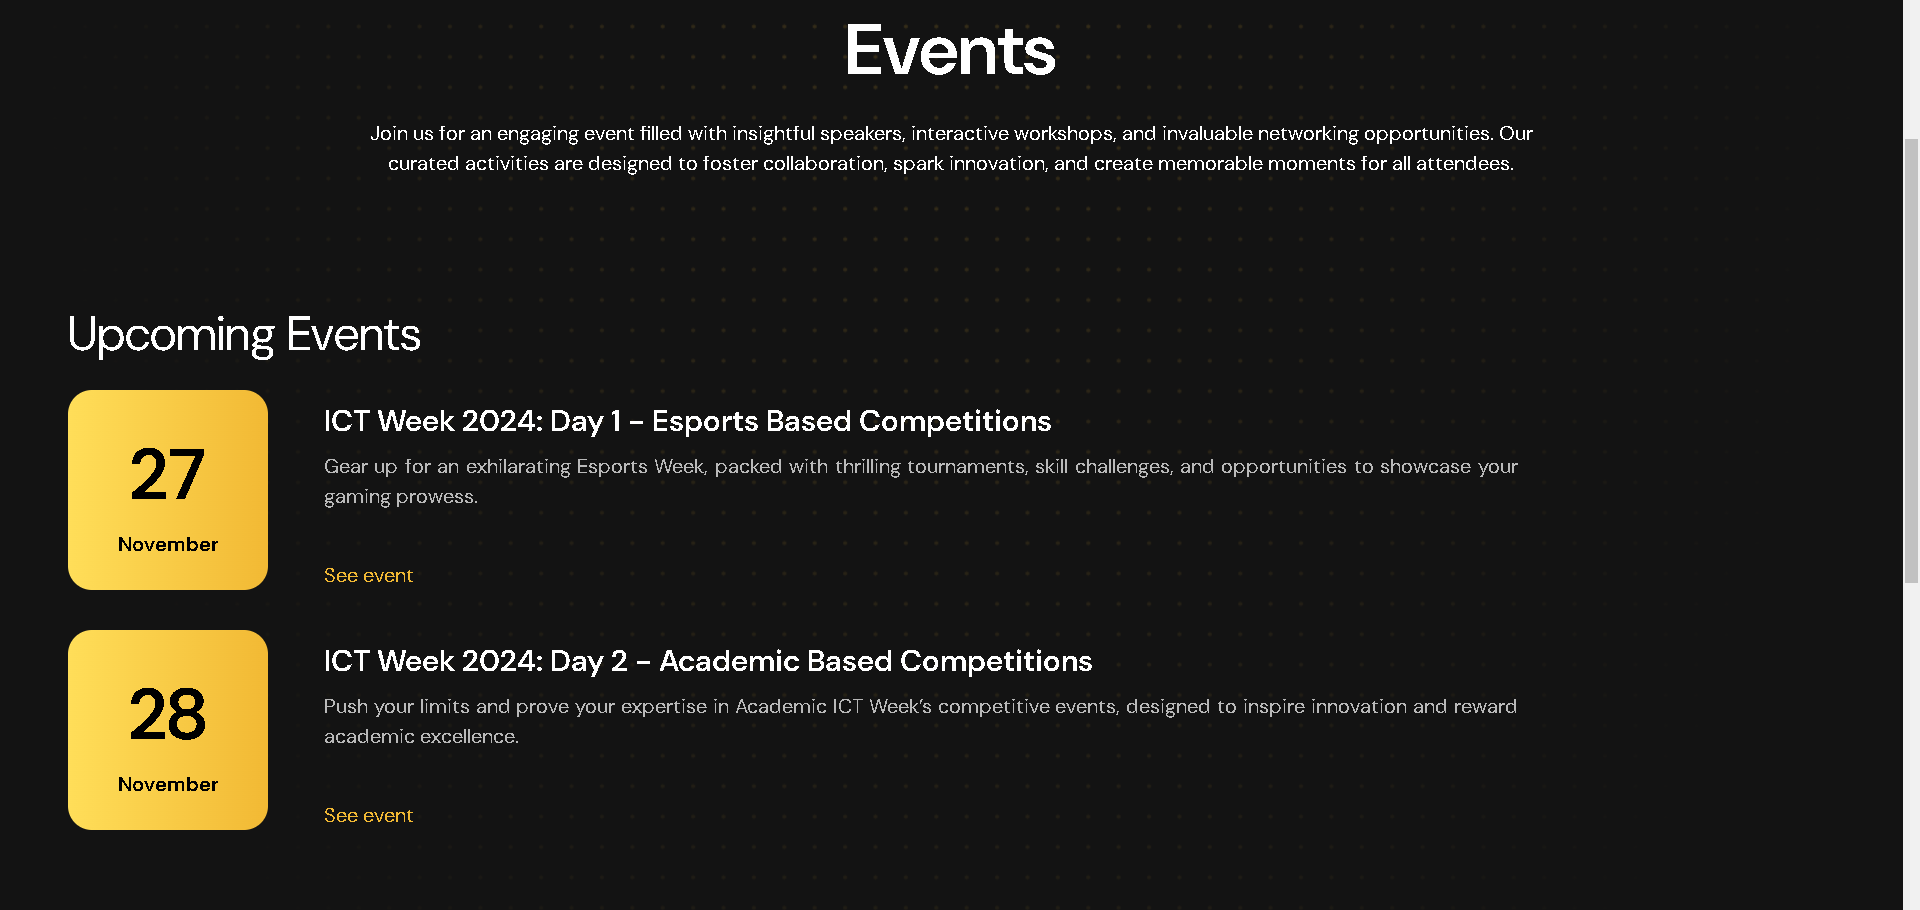 Events
Join us for an engaging event filled with insightful speakers, interactive workshops, and invaluable networking opportunities. Our
curated activities are designed to foster collaboration, spark innovation, and create memorable moments for all attendees.
Upcoming Events
27
November
ICT Week 2024: Day 1 – Esports Based Competitions
Gear up for an exhilarating Esports Week, packed with thrilling tournaments, skill challenges, and opportunities to showcase your
gaming prowess.
See event
28
November
ICT Week 2024: Day 2 – Academic Based Competitions
Push your limits and prove your expertise in Academic ICT Week’s competitive events, designed to inspire innovation and reward
academic excellence.
See event